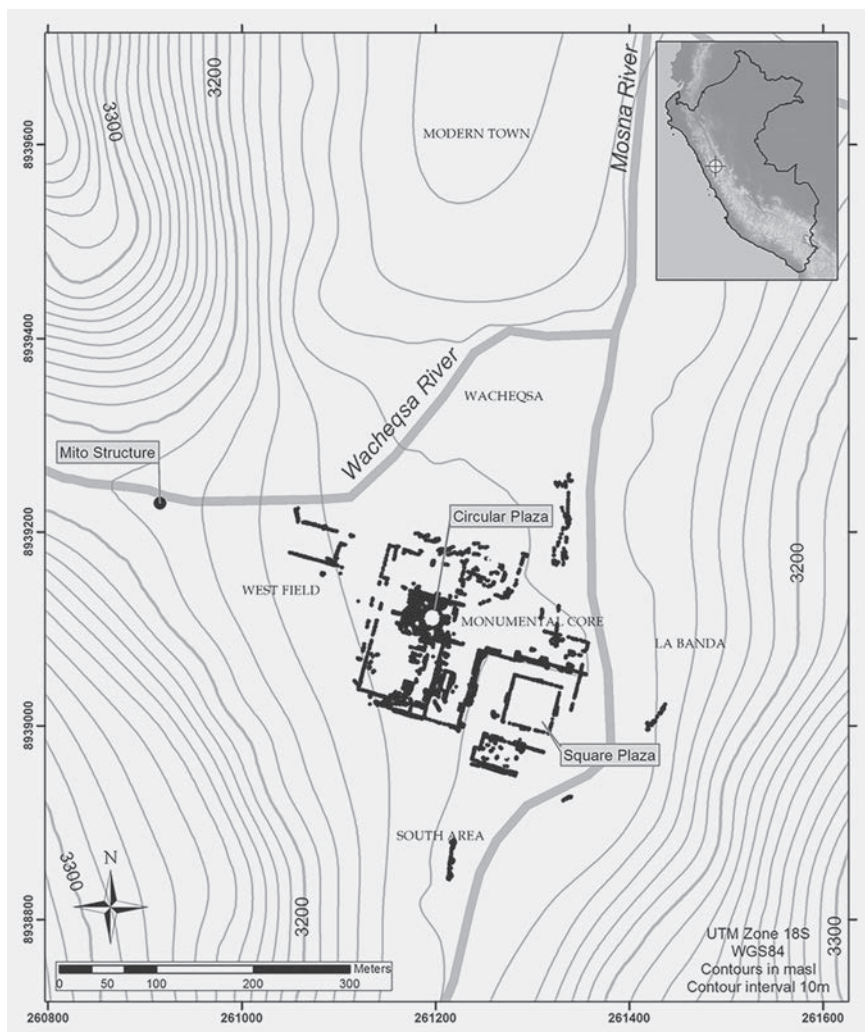 3200
3300
8939600
MODERN TOWN
Mosna River
8939400
Wacheqsa River
WACHEQSA
Mito Structure
8939200
Circular Plaza
WEST FIELD
MONUMENTAL CORE
3200
LA BANDA
8939000
Square Plaza
SOUTH AREA
N
3300
3200
8938800
3300
UTM Zone 18S
WGS84
Contours in masl
Contour interval 10m
Meters
0 50 100 200 300
260800 261000 261200 261400 261600